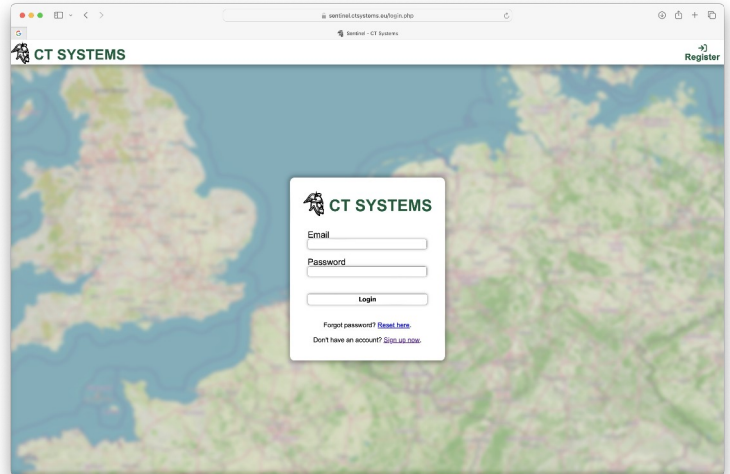 sentinel.ctsystems.eu/login.php
G
Sentinel - CT Systems
CT SYSTEMS
Register
CT SYSTEMS
Email
Password
Login
Forgot password? Reset here.
Don't have an account? Sign up now.